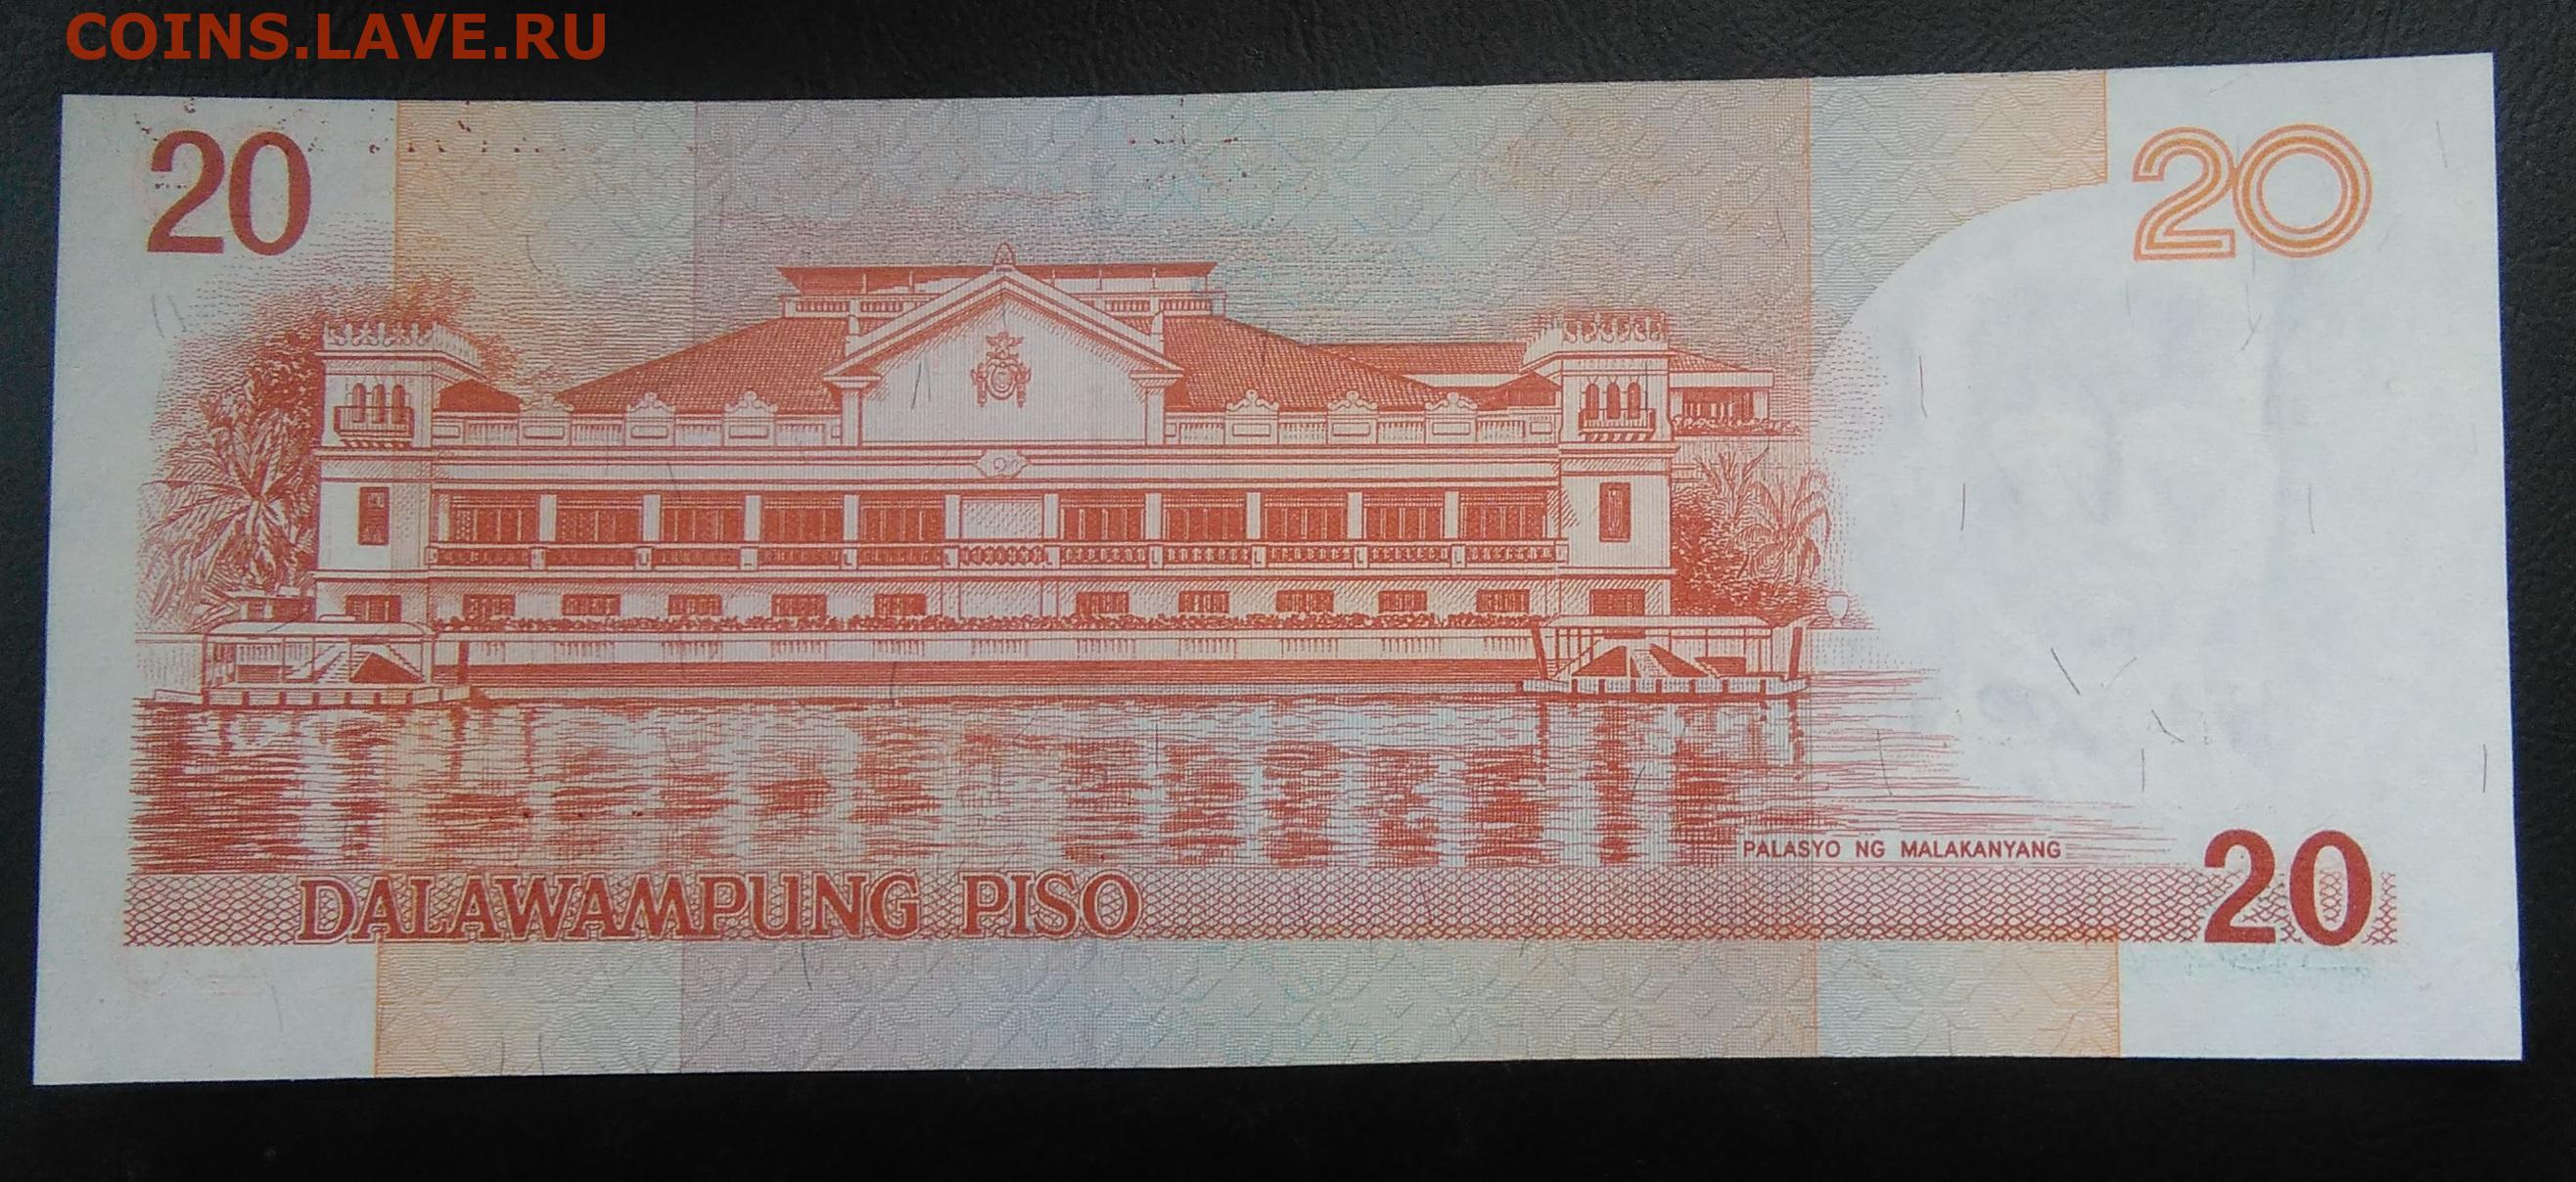 COINS.LAVE.RU
20
20
PALASYO NG MALAKANYANG
20
DALAWAMPUNG PISO